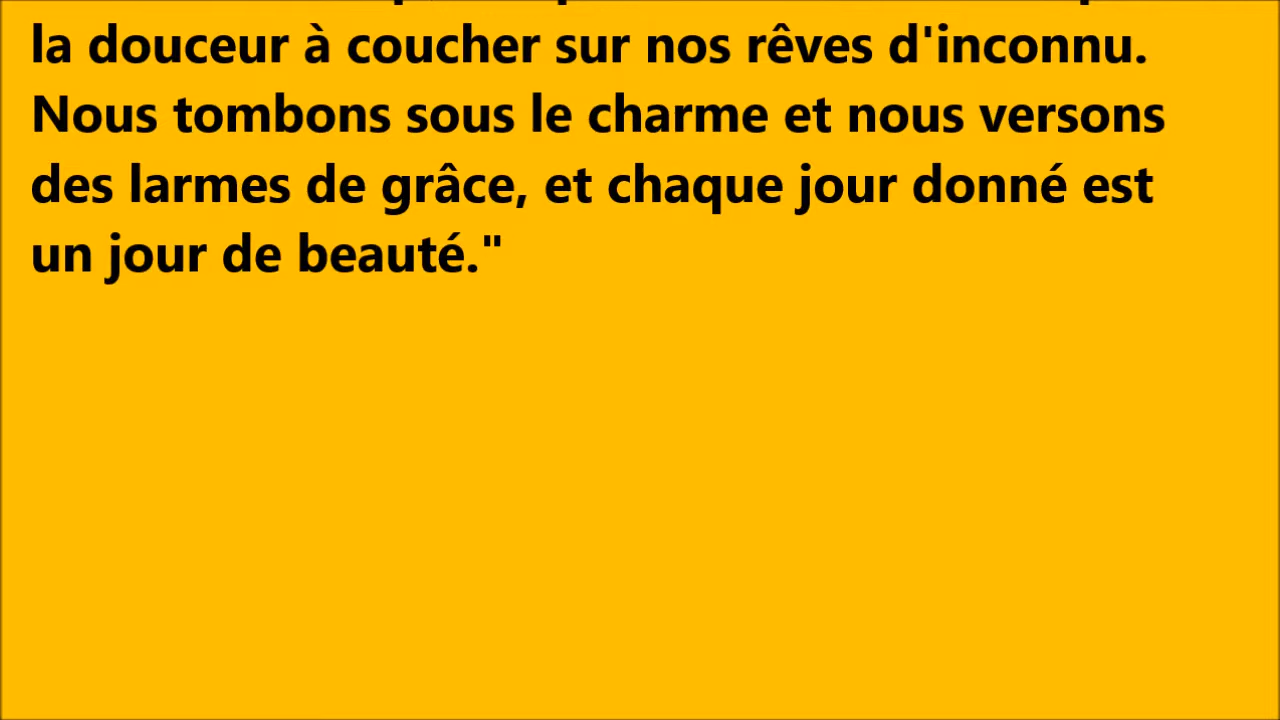 la douceur à coucher sur nos rêves d'inconnu.
Nous tombons sous le charme et nous versons
des larmes de grâce, et chaque jour donné est
un jour de beauté."